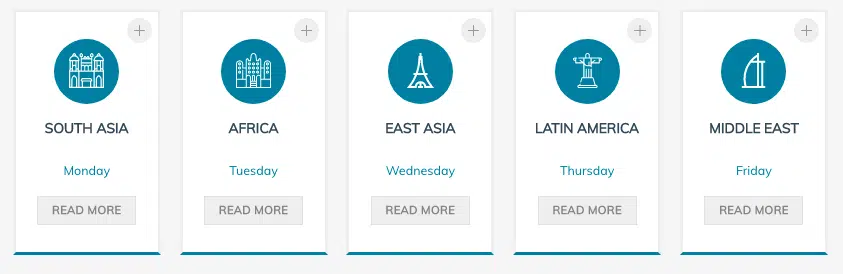 SOUTH ASIA
Monday
READ MORE
AFRICA
Tuesday
READ MORE
EAST ASIA
Wednesday
READ MORE
LATIN AMERICA
Thursday
READ MORE
MIDDLE EAST
Friday
READ MORE